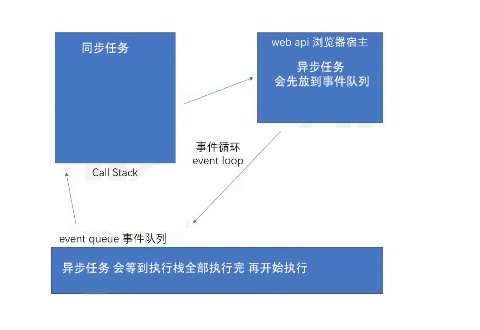 同步任务
web api 浏览器宿主
异步任务
会先放到事件队列
事件循环
event loop
Call Stack
event queue 事件队列
异步任务 会等到执行栈全部执行完 再开始执行